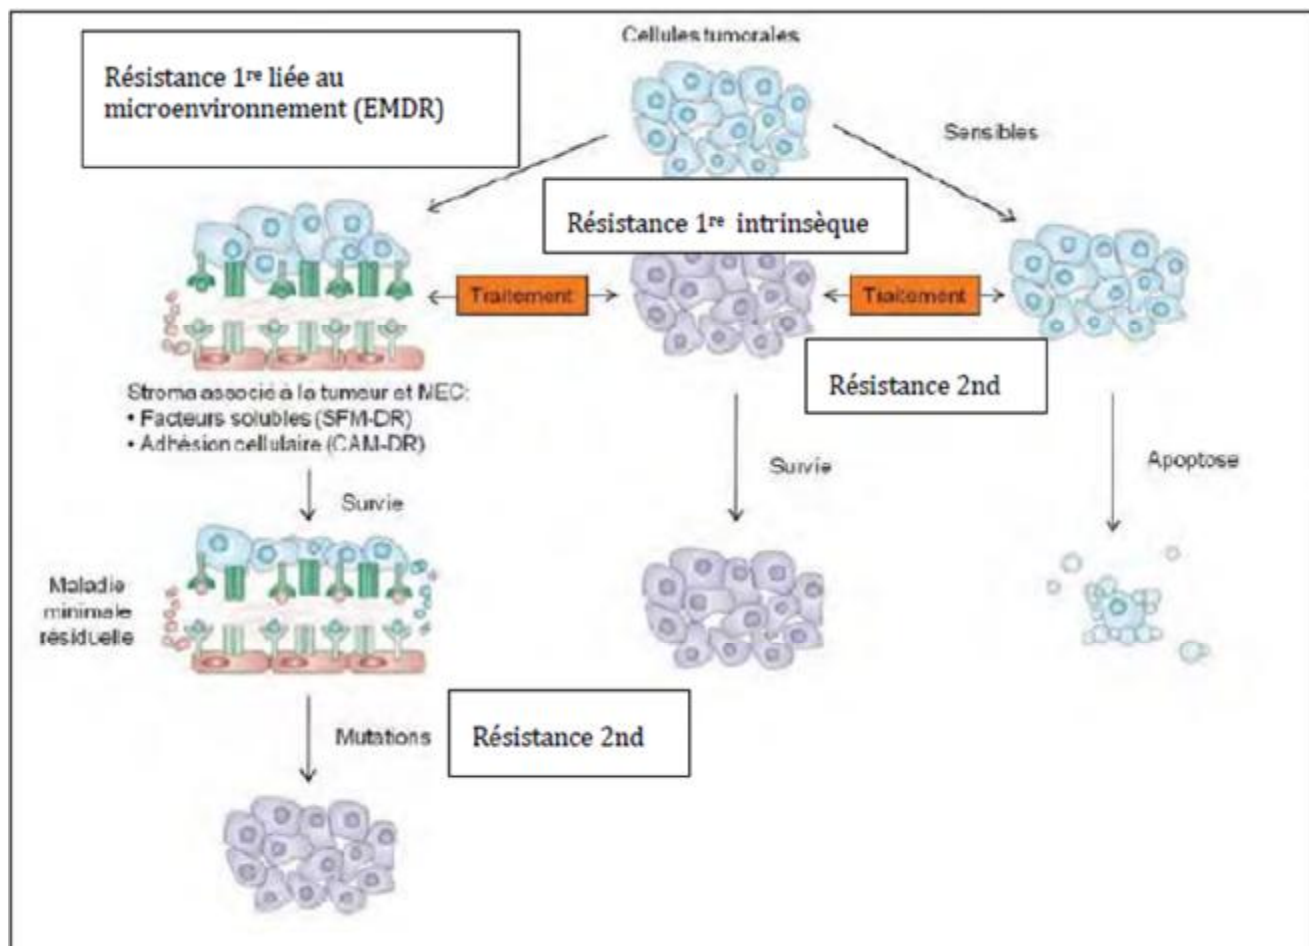 Cellules tumorales
Résistance 1re liée au
microenvironnement (EMDR)
Sensibles
Résistance 1re intrinsèque
Traitement
Traitement
Résistance 2nd
Stroma associé à la tumeur et MEC:
• Facteurs solubles (SFM-DR)
• Adhésion cellulaire (CAM-DR)
Survie
Survie
Apoptose
Maladie
minimale
résiduelle
Mutations
Résistance 2nd